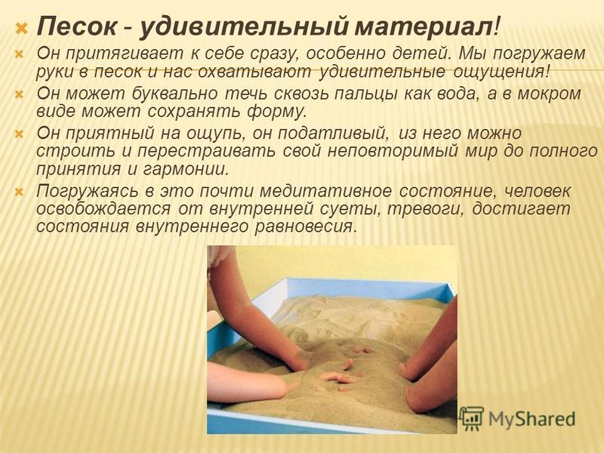 Песок - удивительный материал!
Он притягивает к себе сразу, особенно детей. Мы погружаем
руки в песок и нас охватывают удивительные ощущения!
Он может буквально течь сквозь пальцы как вода, а в мокром
виде может сохранять форму.
Он приятный на ощупь, он податливый, из него можно
строить и перестраивать свой неповторимый мир до полного
принятия и гармонии.
Погружаясь в это почти медитативное состояние, человек
освобождается от внутренней суеты, тревоги, достигает
состояния внутреннего равновесия.
MyShared